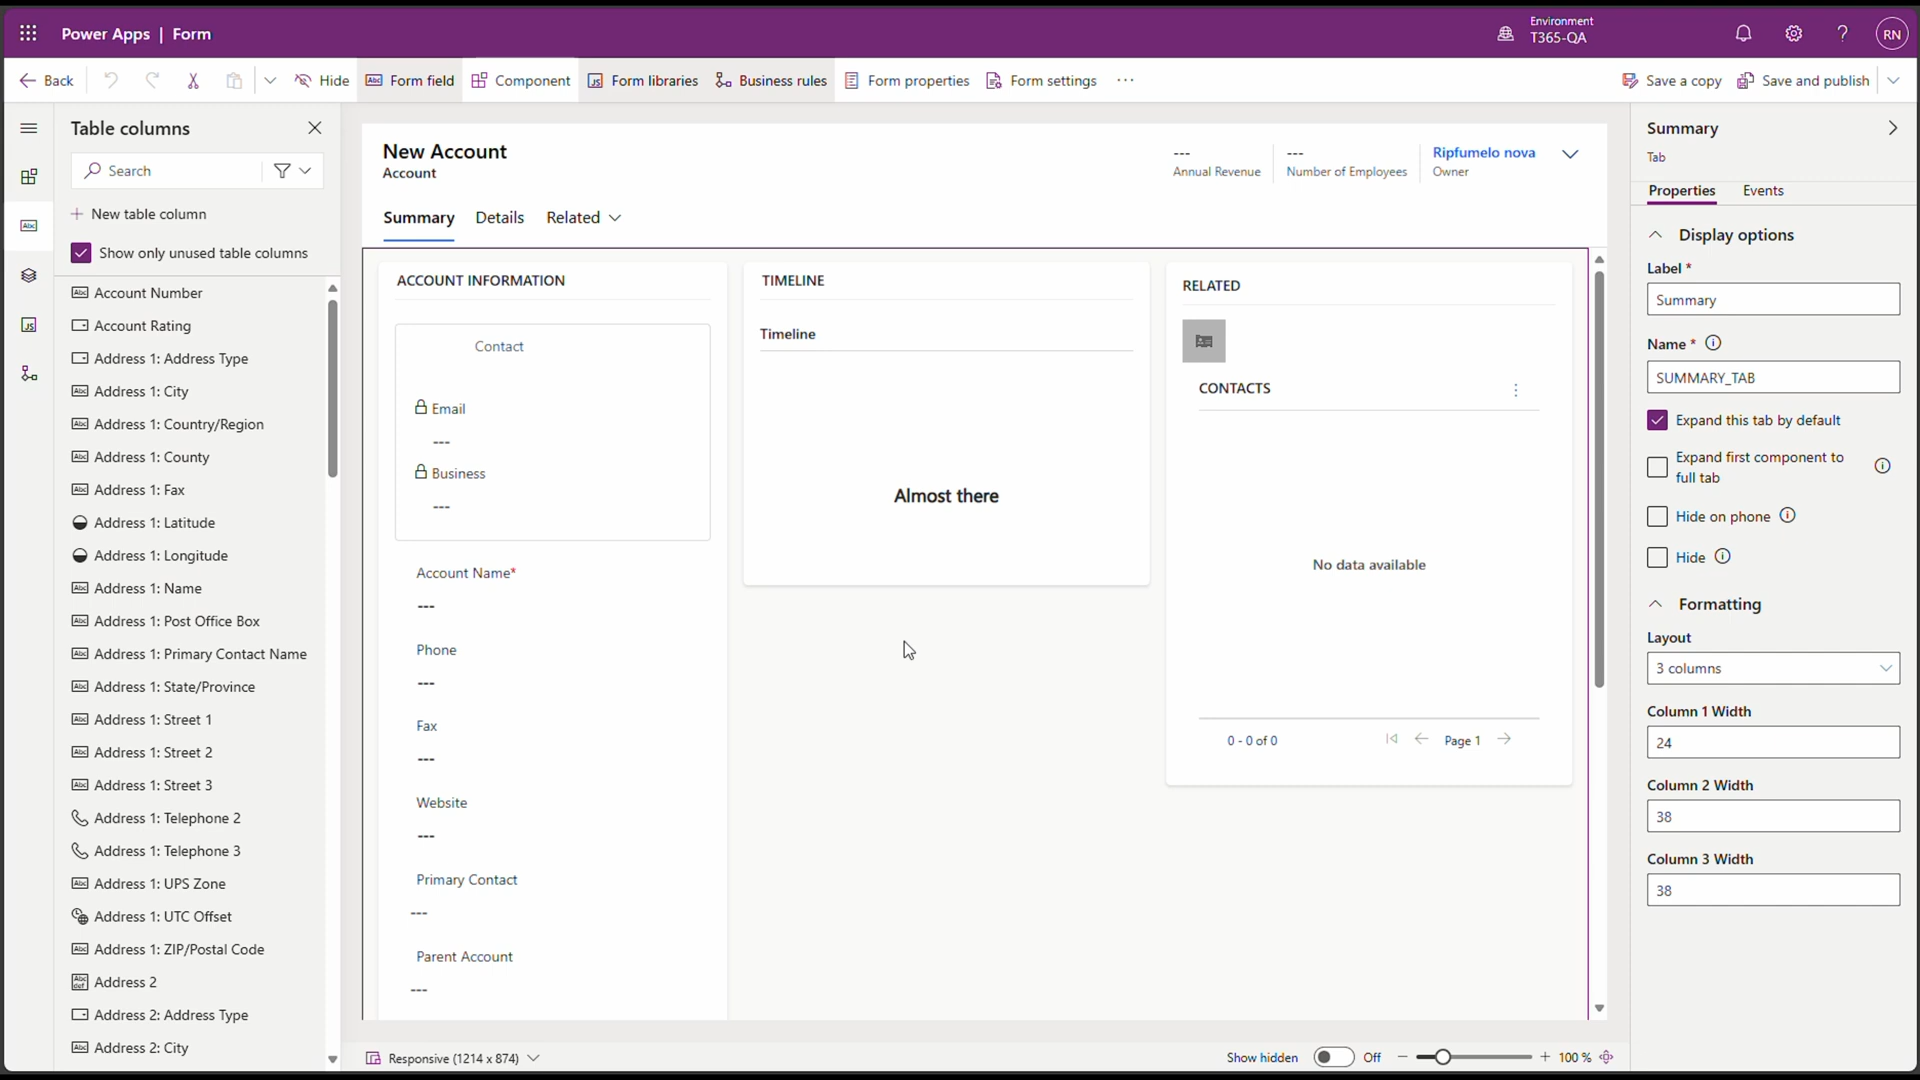 Power Apps | Form
Environment
T365-QA
RN
Back
Hide
Form field
Component
Form libraries
Business rules
Form properties
Form settings
Save a copy
Save and publish
Table columns
Search
New table column
Show only unused table columns
Account Number
Account Rating
Address 1: Address Type
Address 1: City
Address 1: Country/Region
Address 1: County
Address 1: Fax
Address 1: Latitude
Address 1: Longitude
Address 1: Name
Address 1: Post Office Box
Address 1: Primary Contact Name
Address 1: State/Province
Address 1: Street 1
Address 1: Street 2
Address 1: Street 3
Address 1: Telephone 2
Address 1: Telephone 3
Address 1: UPS Zone
Address 1: UTC Offset
Address 1: ZIP/Postal Code
Address 2
Address 2: Address Type
Address 2: City
New Account
Account
---
Annual Revenue
---
Number of Employees
Ripfumelo nova
Owner
Summary
Details
Related
ACCOUNT INFORMATION
Contact
Email
---
Business
---
Account Name*
---
Phone
---
Fax
---
Website
---
Primary Contact
---
Parent Account
---
TIMELINE
Timeline
Almost there
RELATED
CONTACTS
No data available
0 - 0 of 0
Page 1
Responsive (1214 x 874)
Show hidden
Off
100 %
Summary
Tab
Properties
Events
Display options
Label *
Summary
Name *
SUMMARY_TAB
Expand this tab by default
Expand first component to
full tab
Hide on phone
Hide
Formatting
Layout
3 columns
Column 1 Width
24
Column 2 Width
38
Column 3 Width
38